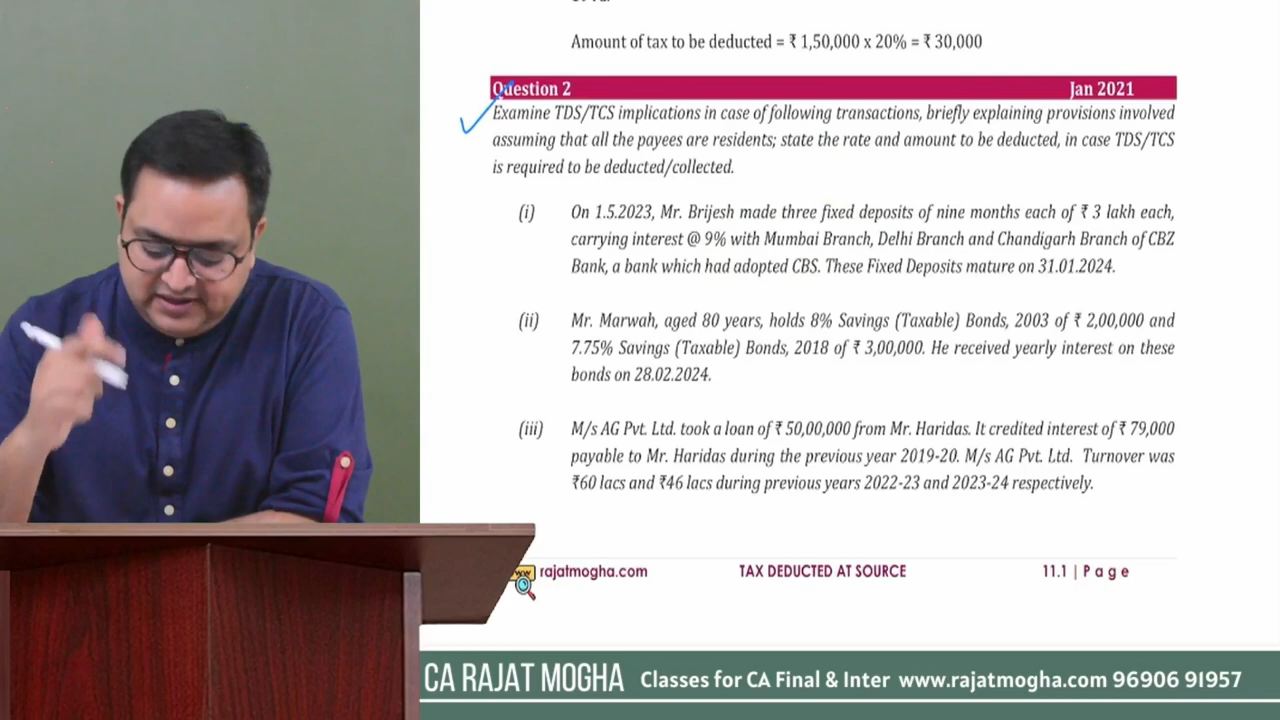 Amount of tax to be deducted = ₹ 1,50,000 x 20% = ₹ 30,000
Question 2 Jan 2021
Examine TDS/TCS implications in case of following transactions, briefly explaining provisions involved
assuming that all the payees are residents; state the rate and amount to be deducted, in case TDS/TCS
is required to be deducted/collected.
(i) On 1.5.2023, Mr. Brijesh made three fixed deposits of nine months each of ₹ 3 lakh each,
carrying interest @ 9% with Mumbai Branch, Delhi Branch and Chandigarh Branch of CBZ
Bank, a bank which had adopted CBS. These Fixed Deposits mature on 31.01.2024.
(ii) Mr. Marwah, aged 80 years, holds 8% Savings (Taxable) Bonds, 2003 of ₹ 2,00,000 and
7.75% Savings (Taxable) Bonds, 2018 of ₹ 3,00,000. He received yearly interest on these
bonds on 28.02.2024.
(iii) M/s AG Pvt. Ltd. took a loan of ₹ 50,00,000 from Mr. Haridas. It credited interest of ₹ 79,000
payable to Mr. Haridas during the previous year 2019-20. M/s AG Pvt. Ltd. Turnover was
₹60 lacs and ₹46 lacs during previous years 2022-23 and 2023-24 respectively.
rajatmogha.com TAX DEDUCTED AT SOURCE 11.1 | P a g e
CA RAJAT MOGHA Classes for CA Final & Inter www.rajatmogha.com 96906 91957